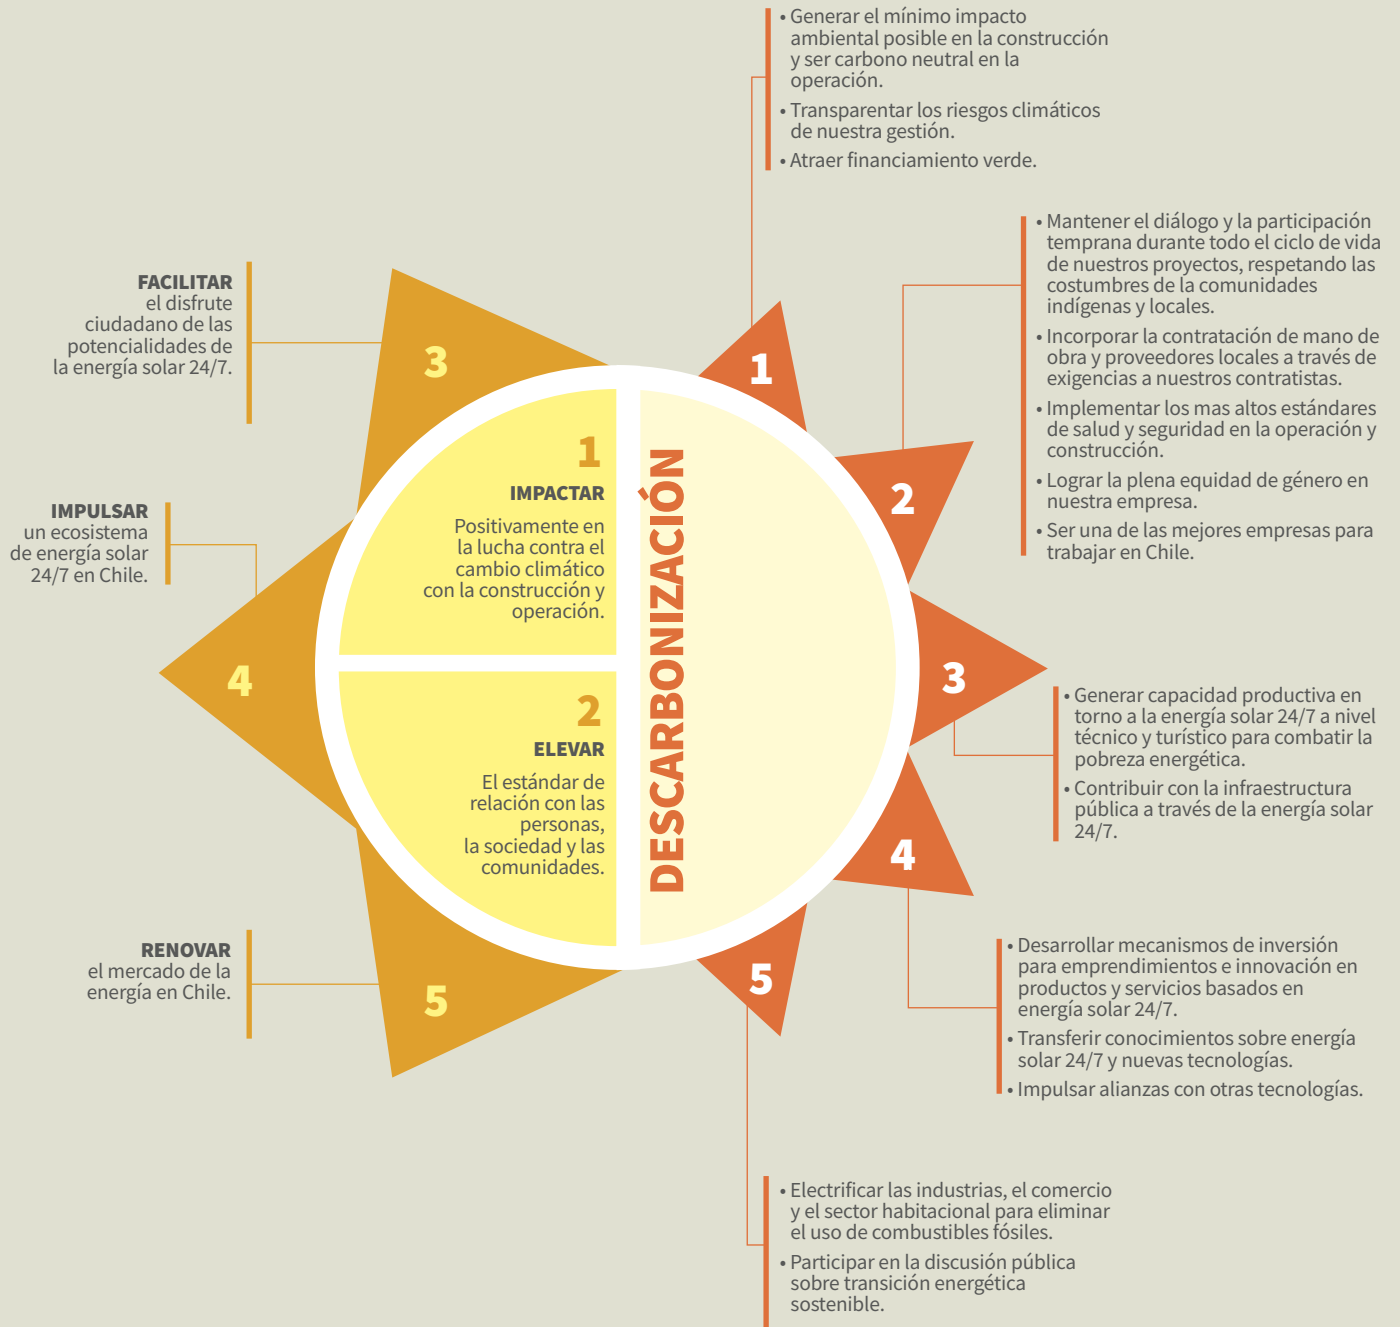 FACILITAR
el disfrute
ciudadano de las
potencialidades de
la energía solar 24/7.
3
IMPULSAR
un ecosistema
de energía solar
24/7 en Chile.
4
RENOVAR
el mercado de la
energía en Chile.
5
1
IMPACTAR
Positivamente en
la lucha contra el
cambio climático
con la construcción y
operación.
2
ELEVAR
El estándar de
relación con las
personas,
la sociedad y las
comunidades.
DESCARBONIZACIÓN
1
• Generar el mínimo impacto
ambiental posible en la construcción
y ser carbono neutral en la
operación.
• Transparentar los riesgos climáticos
de nuestra gestión.
• Atraer financiamiento verde.
2
• Mantener el diálogo y la participación
temprana durante todo el ciclo de vida
de nuestros proyectos, respetando las
costumbres de la comunidades
indígenas y locales.
• Incorporar la contratación de mano de
obra y proveedores locales a través de
exigencias a nuestros contratistas.
• Implementar los mas altos estándares
de salud y seguridad en la operación y
construcción.
• Lograr la plena equidad de género en
nuestra empresa.
• Ser una de las mejores empresas para
trabajar en Chile.
3
• Generar capacidad productiva en
torno a la energía solar 24/7 a nivel
técnico y turístico para combatir la
pobreza energética.
• Contribuir con la infraestructura
pública a través de la energía solar
24/7.
4
• Desarrollar mecanismos de inversión
para emprendimientos e innovación en
productos y servicios basados en
energía solar 24/7.
• Transferir conocimientos sobre energía
solar 24/7 y nuevas tecnologías.
• Impulsar alianzas con otras tecnologías.
5
• Electrificar las industrias, el comercio
y el sector habitacional para eliminar
el uso de combustibles fósiles.
• Participar en la discusión pública
sobre transición energética
sostenible.